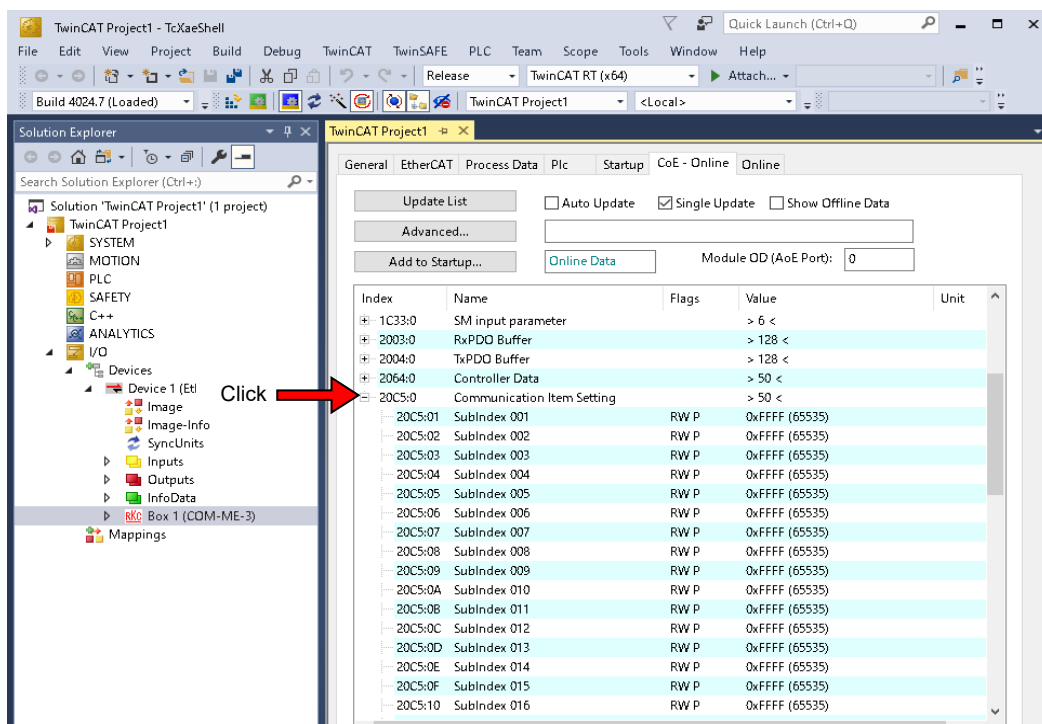 TwinCAT Project1 - TcXaeShell
Quick Launch (Ctrl+Q)
File Edit View Project Build Debug TwinCAT TwinSAFE PLC Team Scope Tools Window Help
Release TwinCAT RT (x64) Attach...
Build 4024.7 (Loaded) TwinCAT Project1 <Local>
Solution Explorer
Search Solution Explorer (Ctrl+:)
Solution 'TwinCAT Project1' (1 project)
TwinCAT Project1
SYSTEM
MOTION
PLC
SAFETY
C++
ANALYTICS
I/O
Devices
Device 1 (Etl
Image
Image-Info
SyncUnits
Inputs
Outputs
InfoData
RKC Box 1 (COM-ME-3)
Mappings
Click
TwinCAT Project1
General EtherCAT Process Data Plc Startup CoE - Online Online
Update List Auto Update Single Update Show Offline Data
Advanced...
Add to Startup... Online Data Module OD (AoE Port): 0
Index Name Flags Value Unit
1C33:0 SM input parameter > 6 <
2003:0 RxPDO Buffer > 128 <
2004:0 TxPDO Buffer > 128 <
2064:0 Controller Data > 50 <
20C5:0 Communication Item Setting > 50 <
20C5:01 SubIndex 001 RW P 0xFFFF (65535)
20C5:02 SubIndex 002 RW P 0xFFFF (65535)
20C5:03 SubIndex 003 RW P 0xFFFF (65535)
20C5:04 SubIndex 004 RW P 0xFFFF (65535)
20C5:05 SubIndex 005 RW P 0xFFFF (65535)
20C5:06 SubIndex 006 RW P 0xFFFF (65535)
20C5:07 SubIndex 007 RW P 0xFFFF (65535)
20C5:08 SubIndex 008 RW P 0xFFFF (65535)
20C5:09 SubIndex 009 RW P 0xFFFF (65535)
20C5:0A SubIndex 010 RW P 0xFFFF (65535)
20C5:0B SubIndex 011 RW P 0xFFFF (65535)
20C5:0C SubIndex 012 RW P 0xFFFF (65535)
20C5:0D SubIndex 013 RW P 0xFFFF (65535)
20C5:0E SubIndex 014 RW P 0xFFFF (65535)
20C5:0F SubIndex 015 RW P 0xFFFF (65535)
20C5:10 SubIndex 016 RW P 0xFFFF (65535)